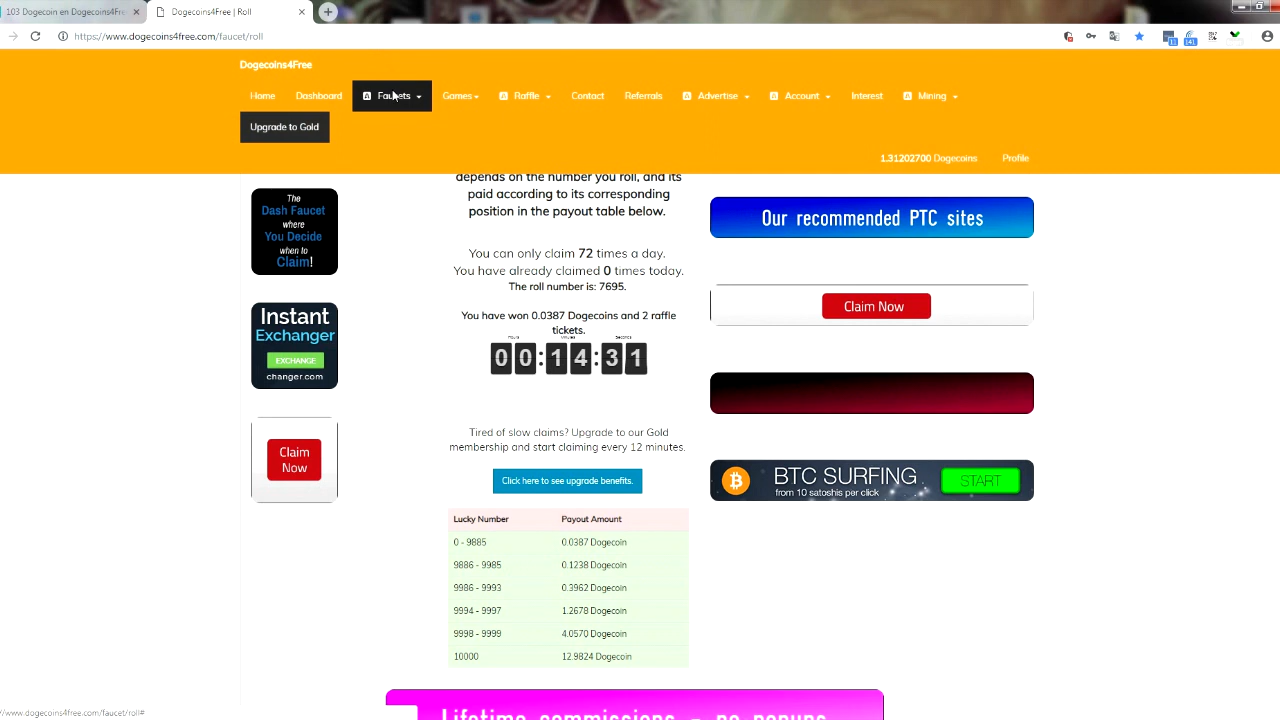 103 Dogecoin en Dogecoins4Fre
Dogecoins4Free | Roll
https://www.dogecoins4free.com/faucet/roll
Dogecoins4Free
Home
Dashboard
Faucets
Games
Raffle
Contact
Referrals
Advertise
Account
Interest
Mining
Upgrade to Gold
1.31202700 Dogecoins
Profile
depends on the number you roll, and its
paid according to its corresponding
position in the payout table below.
You can only claim 72 times a day.
You have already claimed 0 times today.
The roll number is: 7695.
You have won 0.0387 Dogecoins and 2 raffle
tickets.
Hours Minutes Seconds
00:14:31
Tired of slow claims? Upgrade to our Gold
membership and start claiming every 12 minutes.
Click here to see upgrade benefits.
Lucky Number Payout Amount
0 - 9885 0.0387 Dogecoin
9886 - 9985 0.1238 Dogecoin
9986 - 9993 0.3962 Dogecoin
9994 - 9997 1.2678 Dogecoin
9998 - 9999 4.0570 Dogecoin
10000 12.9824 Dogecoin
The
Dash Faucet
where
You Decide
when to
Claim!
Instant
Exchanger
EXCHANGE
changer.com
Claim
Now
Our recommended PTC sites
Claim Now
BTC SURFING
from 10 satoshis per click
START
Lifetime commissions - no popups
//www.dogecoins4free.com/faucet/roll#